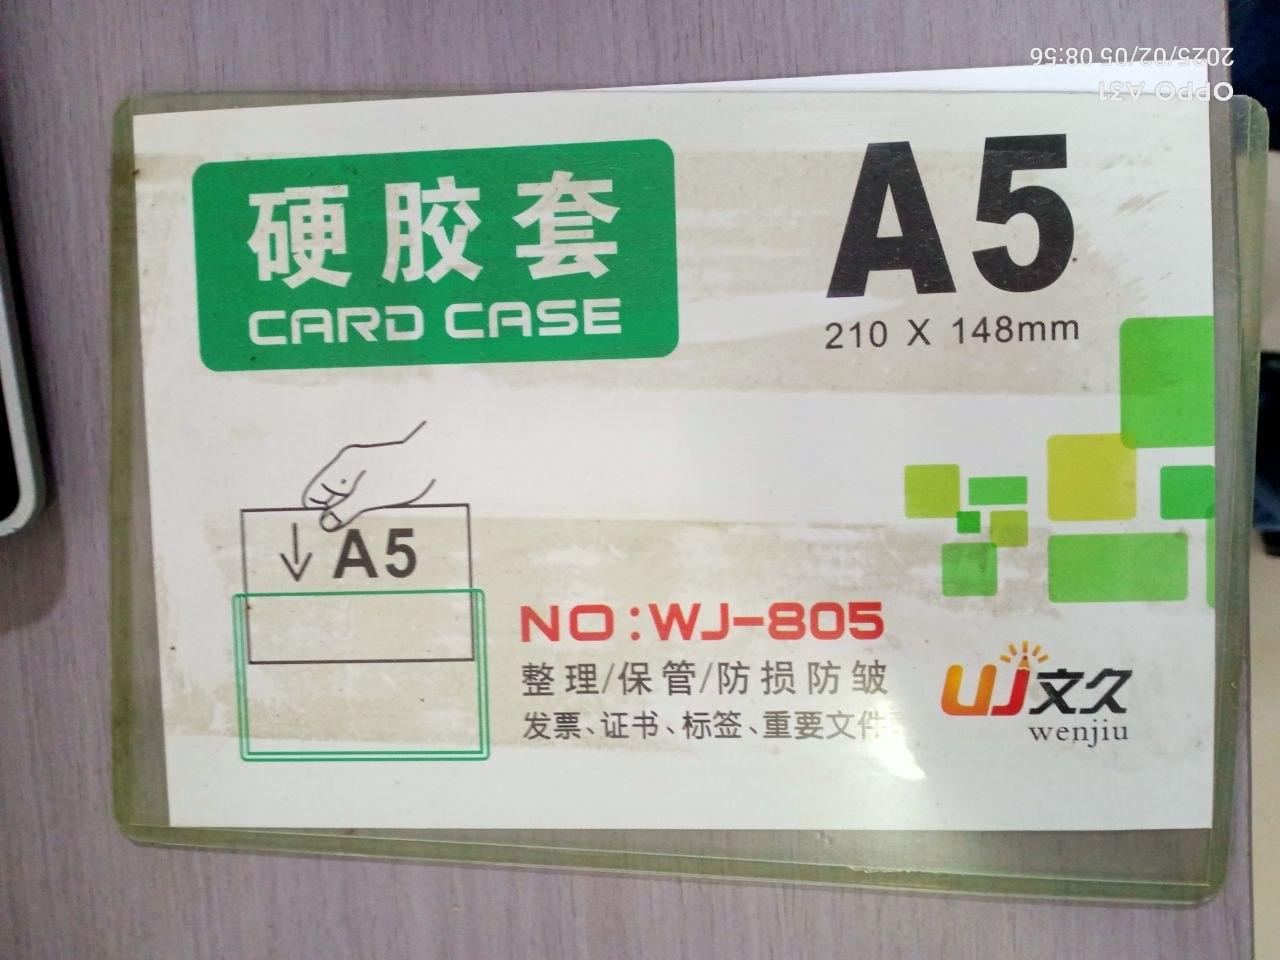 硬胶套
CARD CASE
A5
210 X 148mm
A5
NO:WJ-805
整理/保管/防损防皱
发票、证书、标签、重要文件
WJ文久
wenjiu
OPPO A31
2025/02/05 08:56